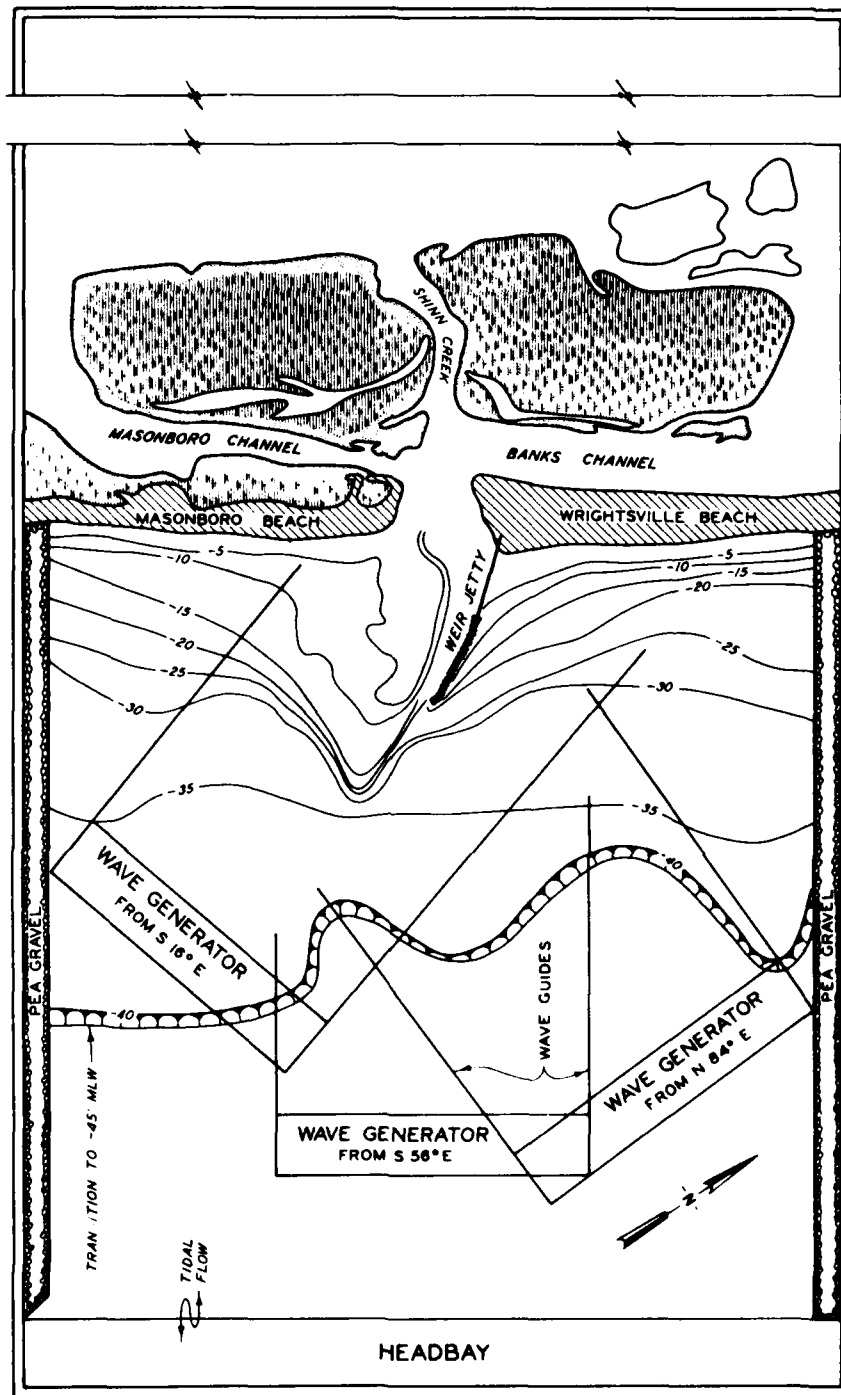 SHINN CREEK
MASONBORO CHANNEL
BANKS CHANNEL
MASONBORO BEACH
WRIGHTSVILLE BEACH
WEIR JETTY
-5
-10
-15
-20
-25
-30
-35
-5
-10
-15
-20
-25
-30
-35
-40
-40
PEA GRAVEL
PEA GRAVEL
WAVE GENERATOR
FROM S 16° E
WAVE GUIDES
WAVE GENERATOR
FROM N 84° E
WAVE GENERATOR
FROM S 56° E
TRAN ITION TO -45' MLW
TIDAL
FLOW
N
HEADBAY